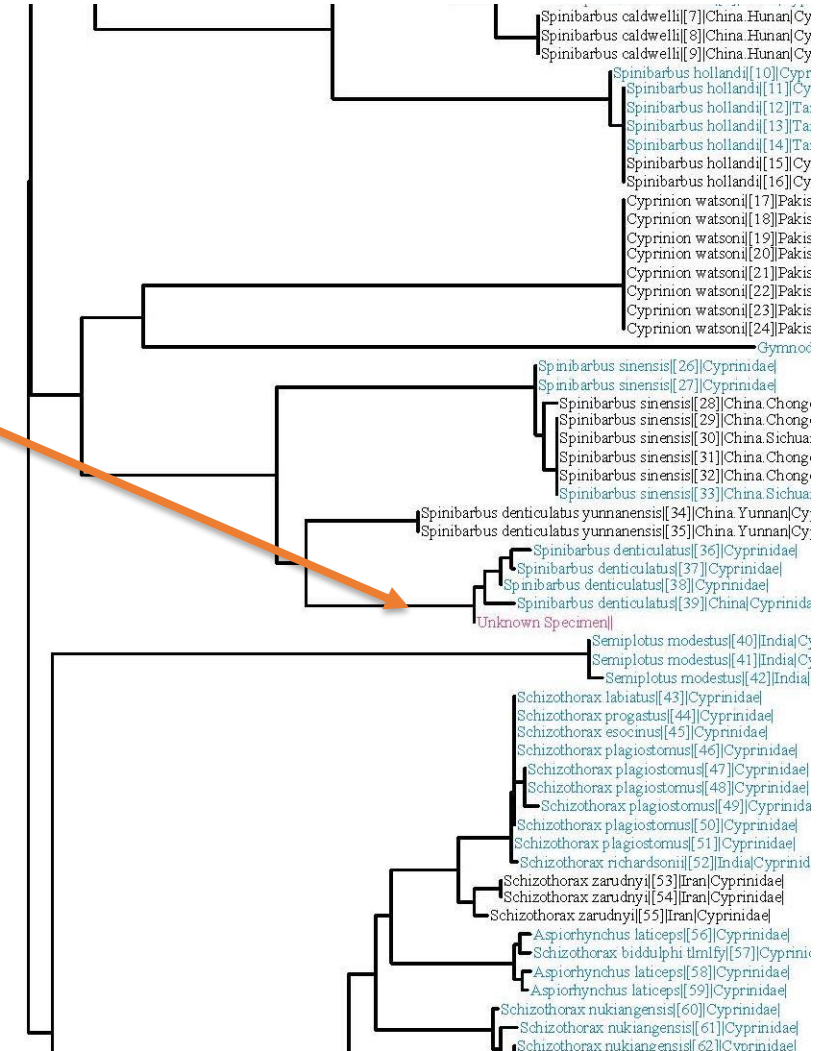 Spinibarbus caldwelli|[7]|China.Hunan|Cy
Spinibarbus caldwelli|[8]|China.Hunan|Cy
Spinibarbus caldwelli|[9]|China.Hunan|Cy
Spinibarbus hollandi|[10]|Cypr
Spinibarbus hollandi|[11]|Cy
Spinibarbus hollandi|[12]|Ta
Spinibarbus hollandi|[13]|Ta
Spinibarbus hollandi|[14]|Ta
Spinibarbus hollandi|[15]|Cy
Spinibarbus hollandi|[16]|Cy
Cyprinion watsoni|[17]|Pakis
Cyprinion watsoni|[18]|Pakis
Cyprinion watsoni|[19]|Pakis
Cyprinion watsoni|[20]|Pakis
Cyprinion watsoni|[21]|Pakis
Cyprinion watsoni|[22]|Pakis
Cyprinion watsoni|[23]|Pakis
Cyprinion watsoni|[24]|Pakis
Gymnod
Spinibarbus sinensis|[26]|Cyprinidae|
Spinibarbus sinensis|[27]|Cyprinidae|
Spinibarbus sinensis|[28]|China.Chong
Spinibarbus sinensis|[29]|China.Chong
Spinibarbus sinensis|[30]|China.Sichua
Spinibarbus sinensis|[31]|China.Chong
Spinibarbus sinensis|[32]|China.Chong
Spinibarbus sinensis|[33]|China.Sichua
Spinibarbus denticulatus yunnanensis|[34]|China.Yunnan|Cy
Spinibarbus denticulatus yunnanensis|[35]|China.Yunnan|Cy
Spinibarbus denticulatus|[36]|Cyprinidae|
Spinibarbus denticulatus|[37]|Cyprinidae|
Spinibarbus denticulatus|[38]|Cyprinidae|
Spinibarbus denticulatus|[39]|China|Cyprinida
Unknown Specimen||
Semiplotus modestus|[40]|India|Cy
Semiplotus modestus|[41]|India|Cy
Semiplotus modestus|[42]|India|
Schizothorax labiatus|[43]|Cyprinidae|
Schizothorax progastus|[44]|Cyprinidae|
Schizothorax esocinus|[45]|Cyprinidae|
Schizothorax plagiostomus|[46]|Cyprinidae|
Schizothorax plagiostomus|[47]|Cyprinidae|
Schizothorax plagiostomus|[48]|Cyprinidae|
Schizothorax plagiostomus|[49]|Cyprinida
Schizothorax plagiostomus|[50]|Cyprinidae|
Schizothorax plagiostomus|[51]|Cyprinidae|
Schizothorax richardsonii|[52]|India|Cyprinid
Schizothorax zarudnyi|[53]|Iran|Cyprinidae|
Schizothorax zarudnyi|[54]|Iran|Cyprinidae|
Schizothorax zarudnyi|[55]|Iran|Cyprinidae|
Aspiorhynchus laticeps|[56]|Cyprinidae|
Schizothorax biddulphi tlmlfy|[57]|Cyprini
Aspiorhynchus laticeps|[58]|Cyprinidae|
Aspiorhynchus laticeps|[59]|Cyprinidae|
Schizothorax nukiangensis|[60]|Cyprinidae|
Schizothorax nukiangensis|[61]|Cyprinidae|
Schizothorax nukiangensis|[62]|Cyprinidae|